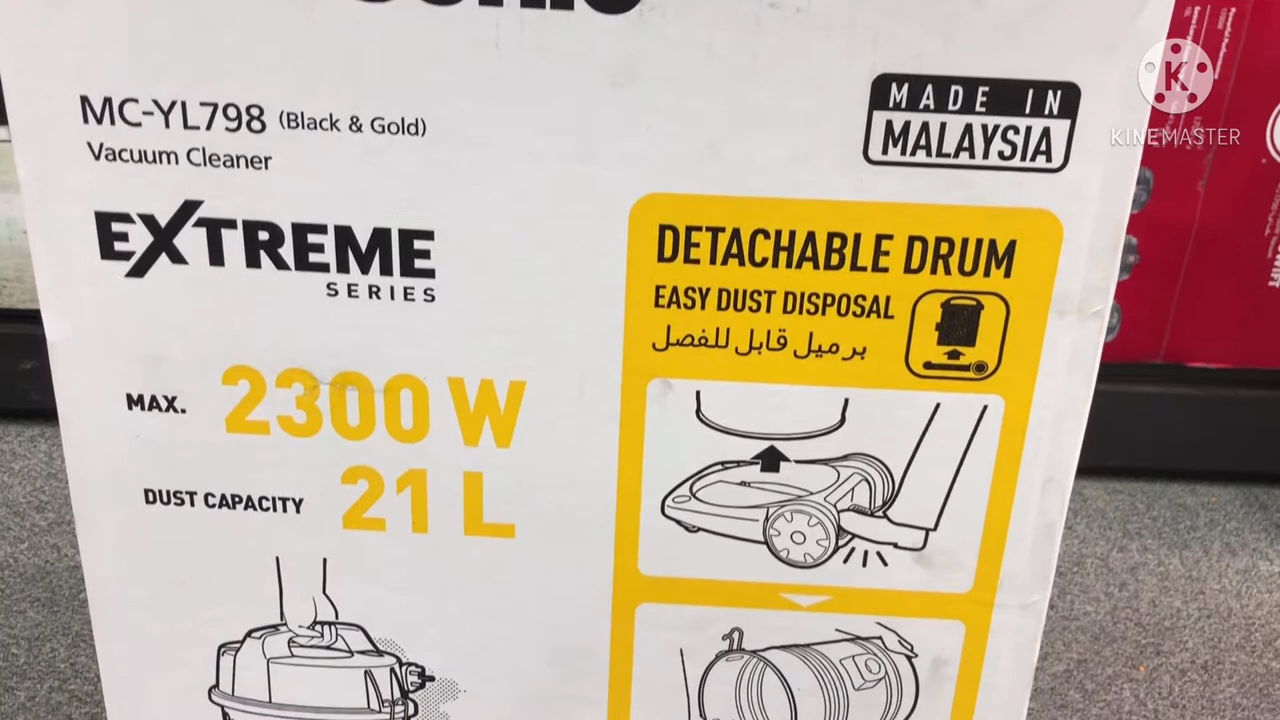 MC-YL798 (Black & Gold)
Vacuum Cleaner
EXTREME
SERIES
MAX. 2300 W
DUST CAPACITY 21 L
MADE IN
MALAYSIA
DETACHABLE DRUM
EASY DUST DISPOSAL
برميل قابل للفصل
K
KINEMASTER